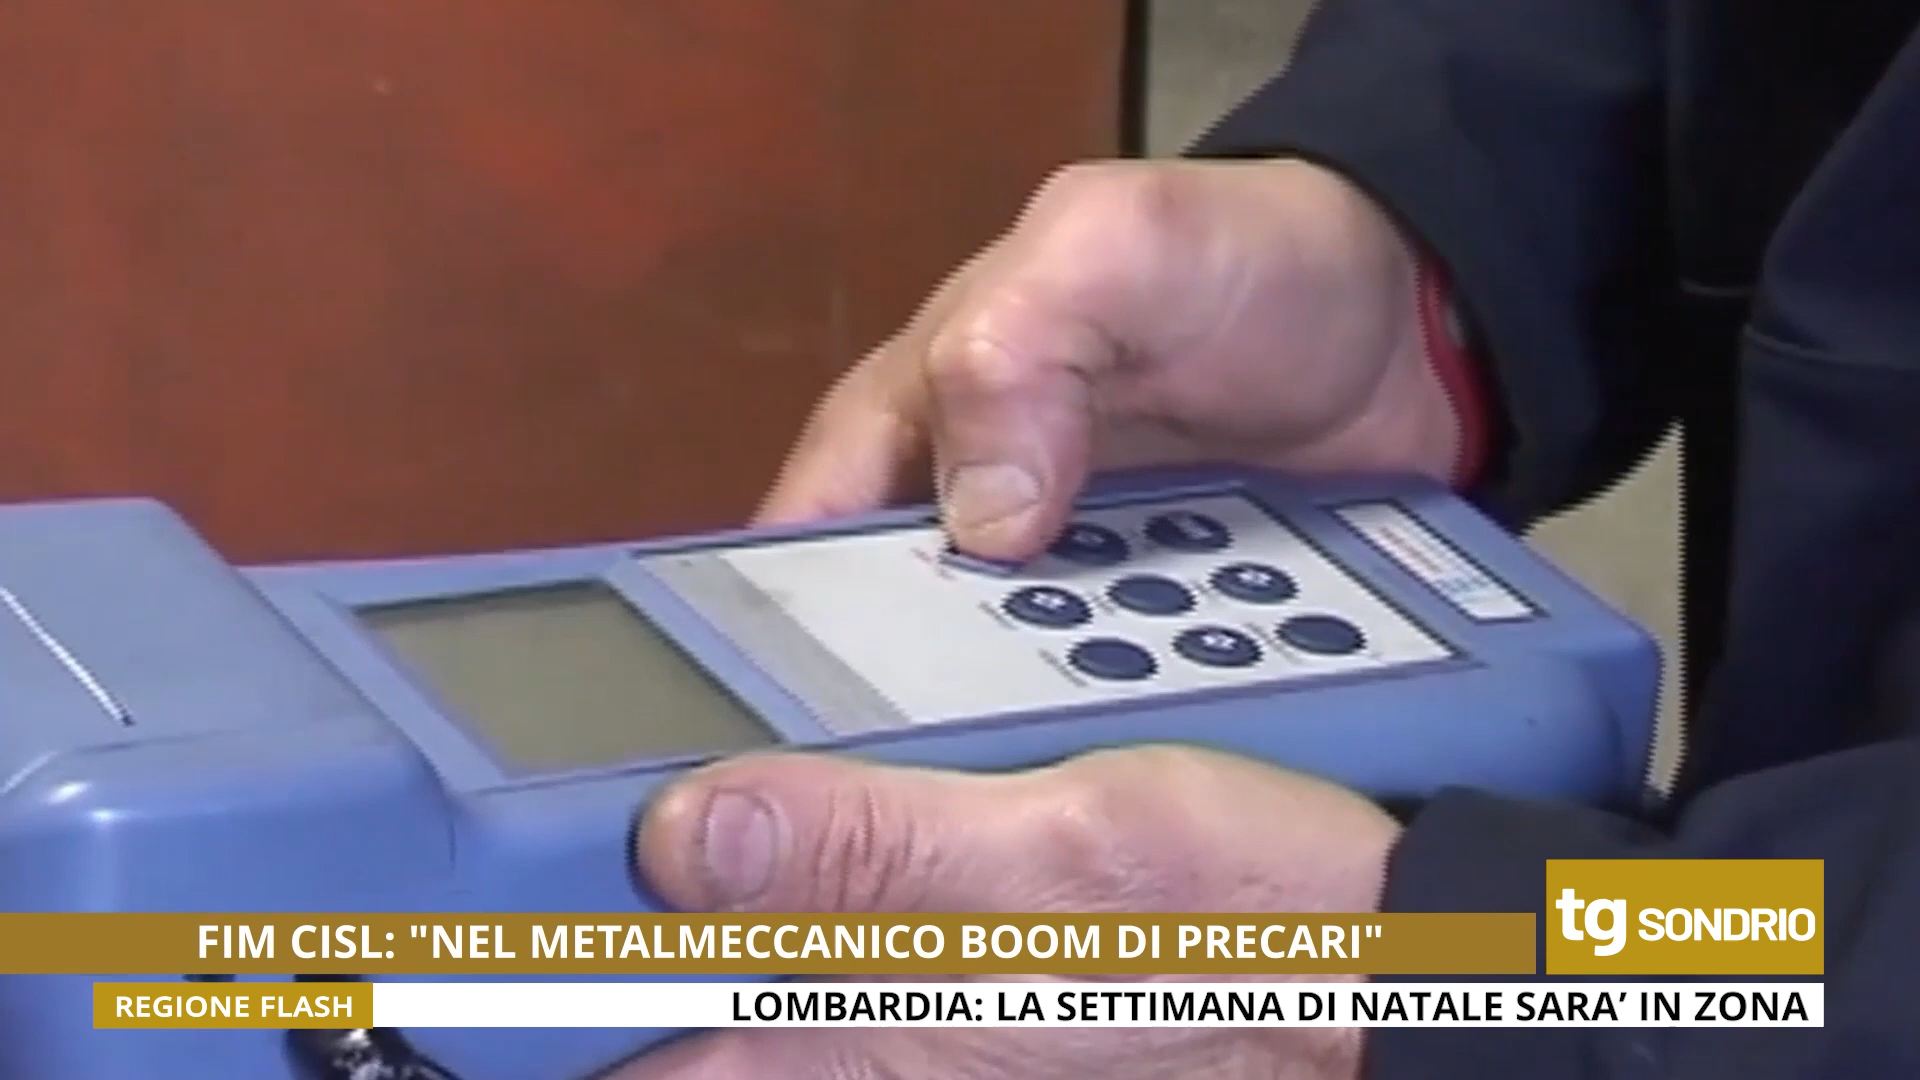 FIM CISL: "NEL METALMECCANICO BOOM DI PRECARI"
tg SONDRIO
REGIONE FLASH
LOMBARDIA: LA SETTIMANA DI NATALE SARA’ IN ZONA